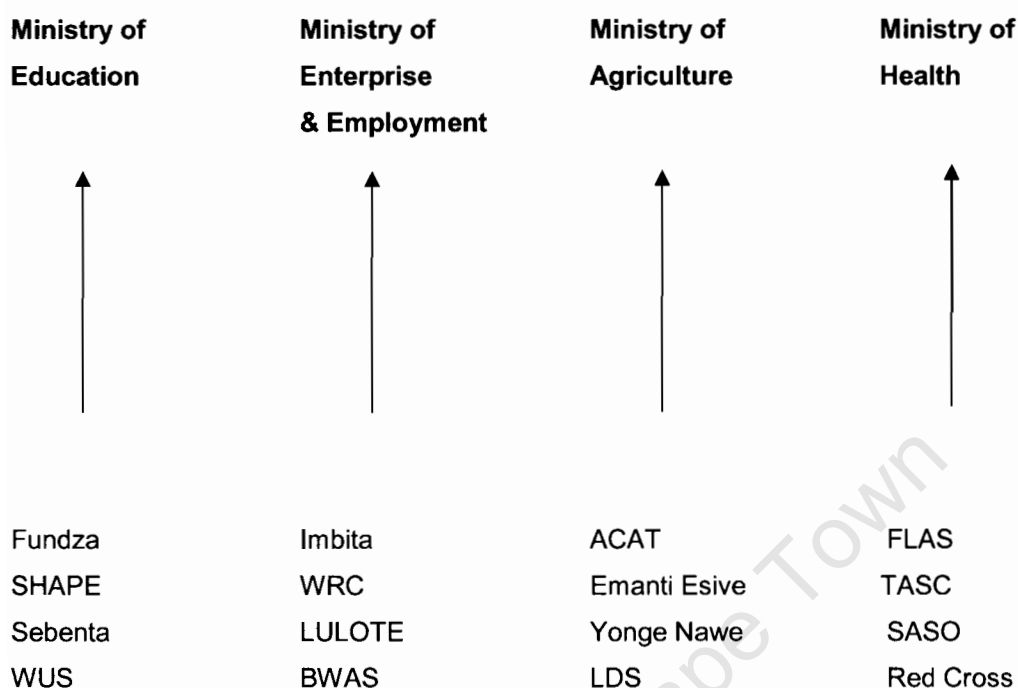 Ministry of Education
Ministry of Enterprise & Employment
Ministry of Agriculture
Ministry of Health
Fundza
SHAPE
Sebenta
WUS
Imbita
WRC
LULOTE
BWAS
ACAT
Emanti Esive
Yonge Nawe
LDS
FLAS
TASC
SASO
Red Cross
Town